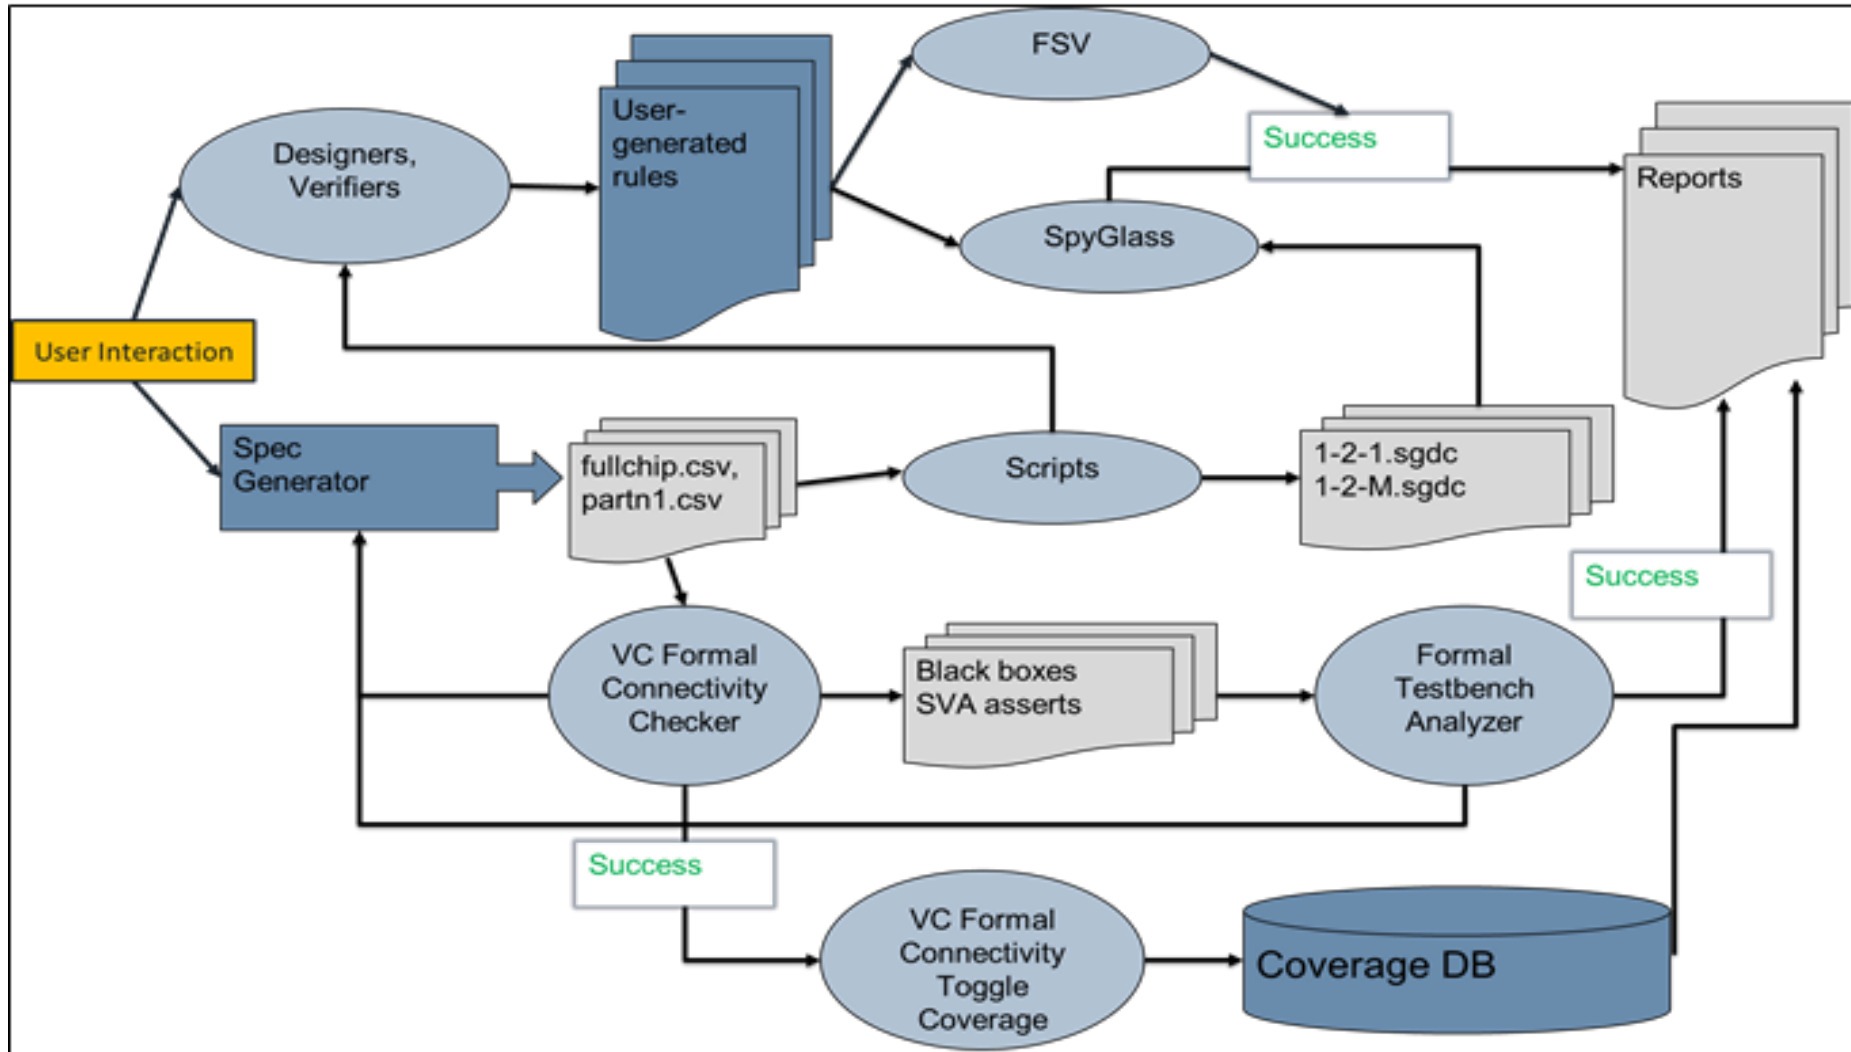 FSV
User-
generated
rules
Success
Designers,
Verifiers
Reports
SpyGlass
User Interaction
Spec
Generator
fullchip.csv,
partn1.csv
Scripts
1-2-1.sgdc
1-2-M.sgdc
Success
VC Formal
Connectivity
Checker
Black boxes
SVA asserts
Formal
Testbench
Analyzer
Success
VC Formal
Connectivity
Toggle
Coverage
Coverage DB